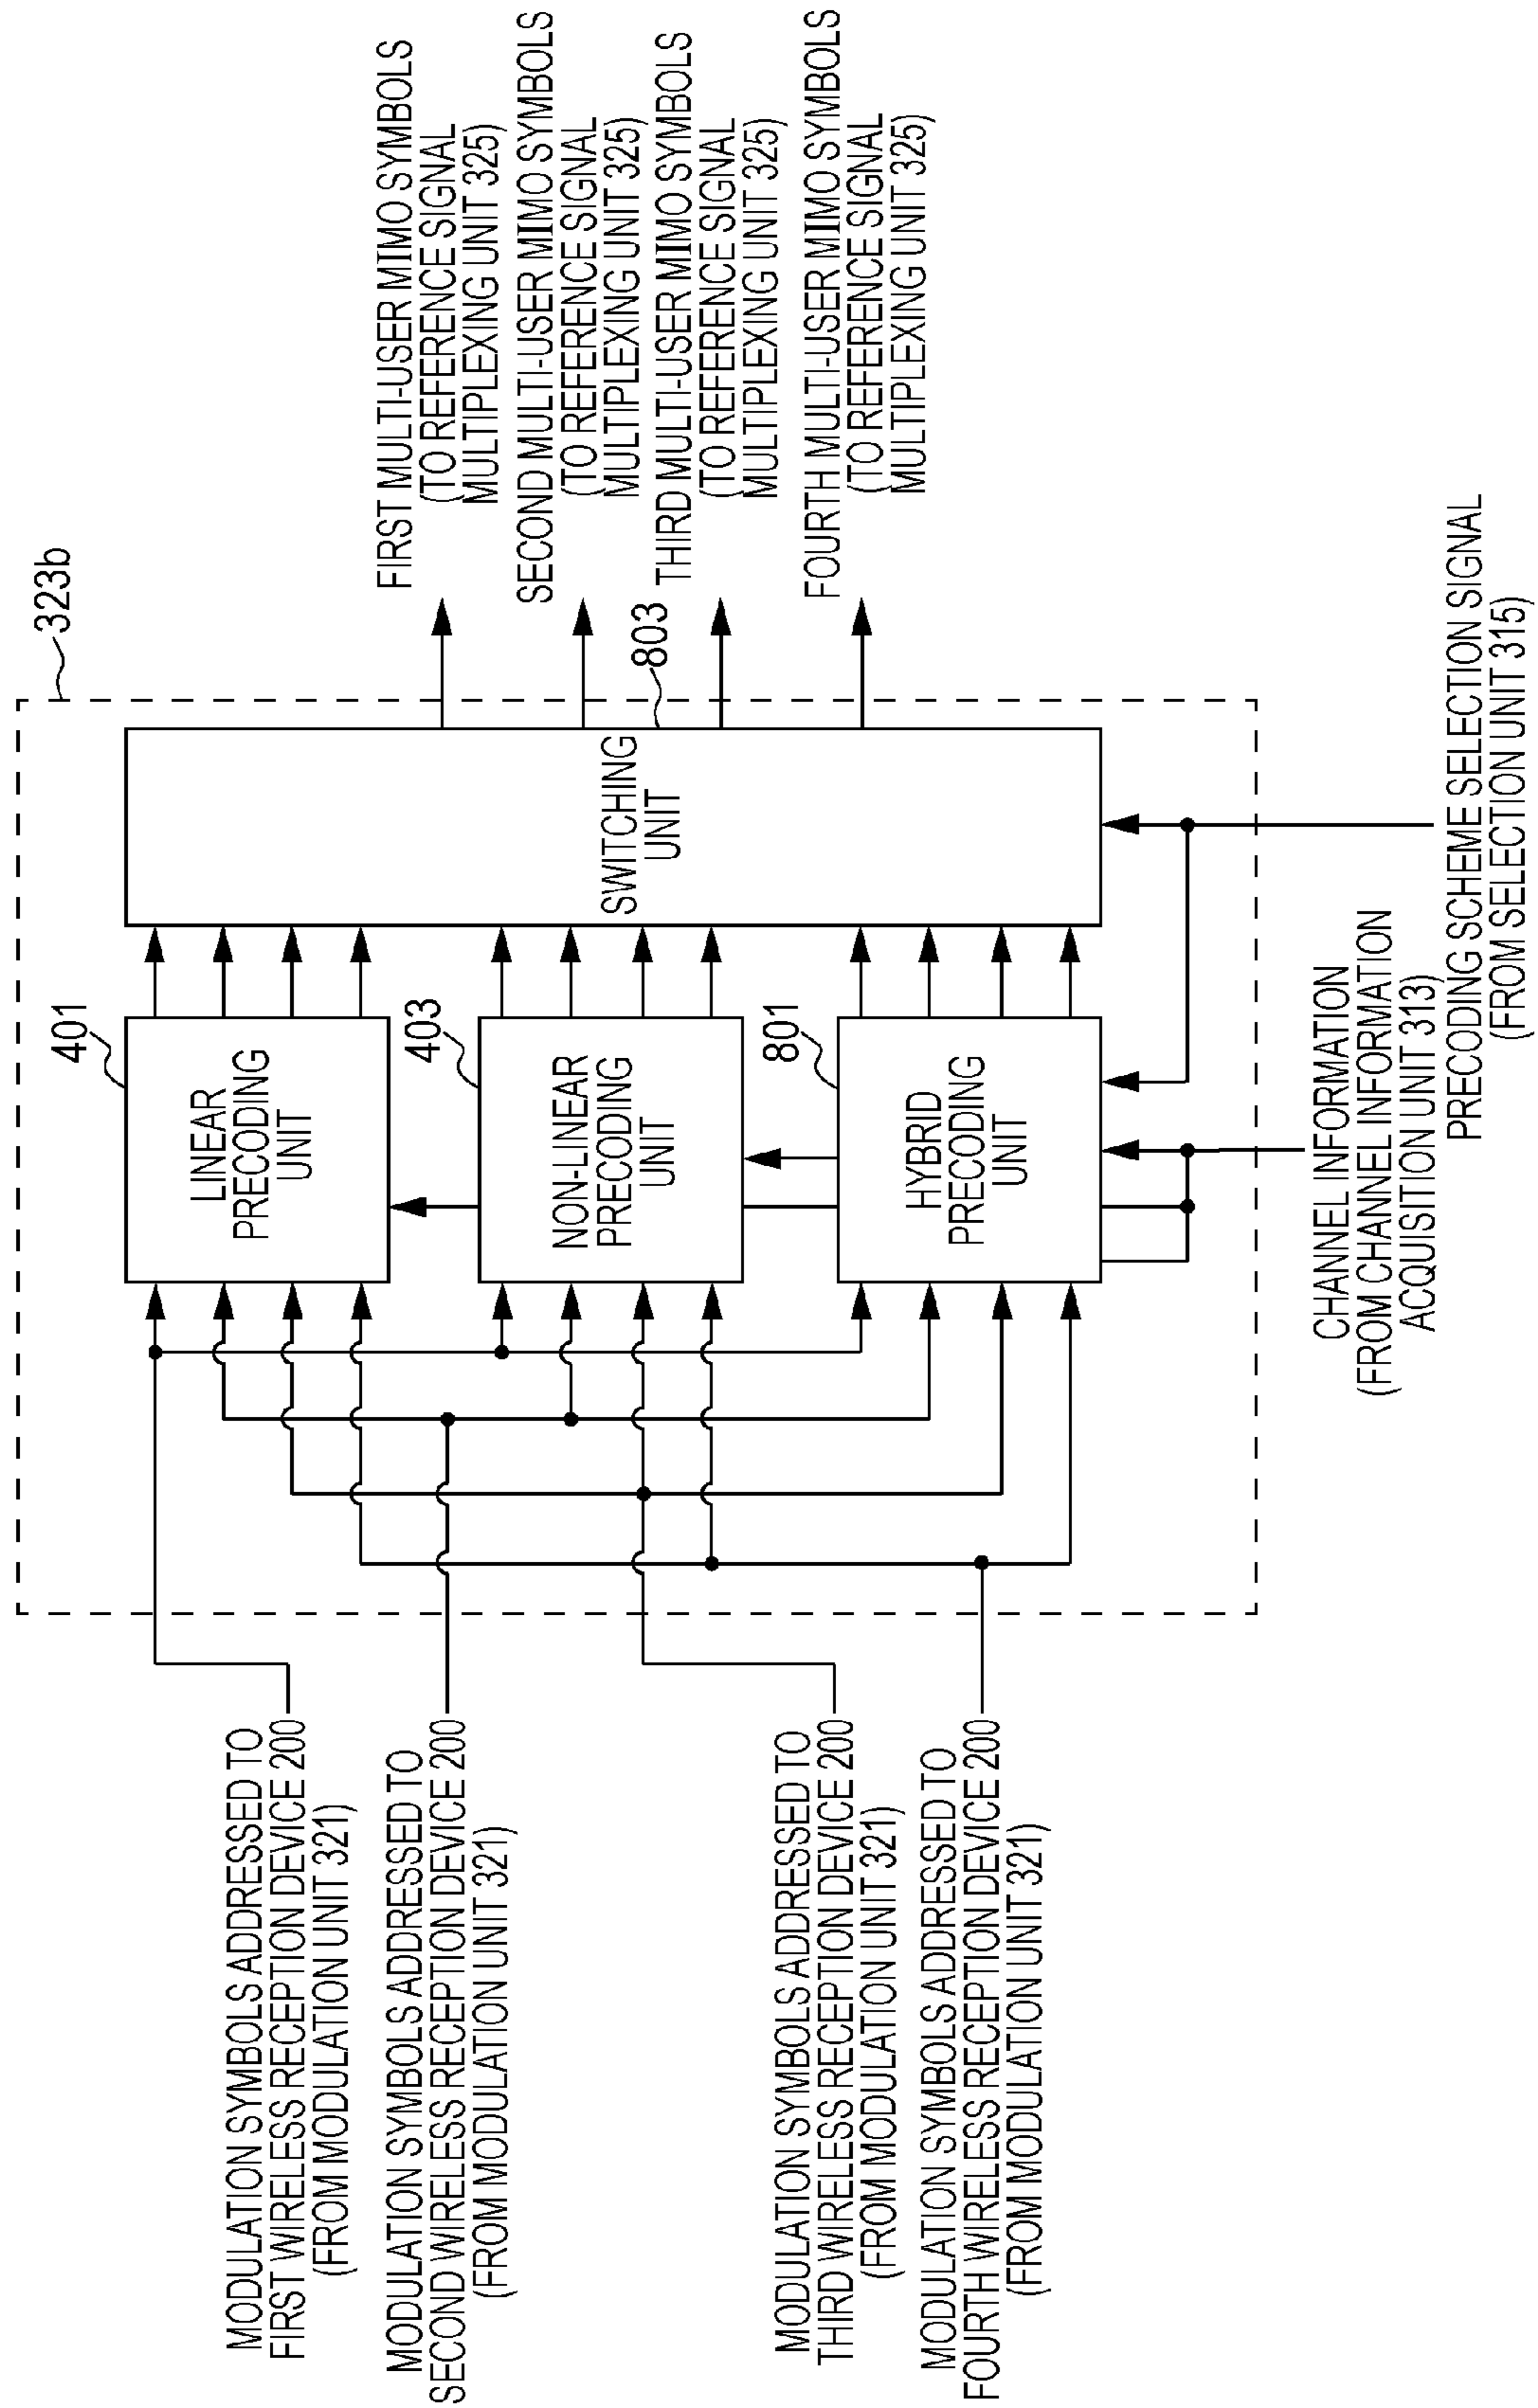 323b
MODULATION SYMBOLS ADDRESSED TO
FIRST WIRELESS RECEPTION DEVICE 200
(FROM MODULATION UNIT 321)
MODULATION SYMBOLS ADDRESSED TO
SECOND WIRELESS RECEPTION DEVICE 200
(FROM MODULATION UNIT 321)
MODULATION SYMBOLS ADDRESSED TO
THIRD WIRELESS RECEPTION DEVICE 200
(FROM MODULATION UNIT 321)
MODULATION SYMBOLS ADDRESSED TO
FOURTH WIRELESS RECEPTION DEVICE 200
(FROM MODULATION UNIT 321)
401
LINEAR
PRECODING
UNIT
403
NON-LINEAR
PRECODING
UNIT
801
HYBRID
PRECODING
UNIT
SWITCHING
UNIT
803
FIRST MULTI-USER MIMO SYMBOLS
(TO REFERENCE SIGNAL
MULTIPLEXING UNIT 325)
SECOND MULTI-USER MIMO SYMBOLS
(TO REFERENCE SIGNAL
MULTIPLEXING UNIT 325)
THIRD MULTI-USER MIMO SYMBOLS
(TO REFERENCE SIGNAL
MULTIPLEXING UNIT 325)
FOURTH MULTI-USER MIMO SYMBOLS
(TO REFERENCE SIGNAL
MULTIPLEXING UNIT 325)
CHANNEL INFORMATION
(FROM CHANNEL INFORMATION
ACQUISITION UNIT 313)
PRECODING SCHEME SELECTION SIGNAL
(FROM SELECTION UNIT 315)